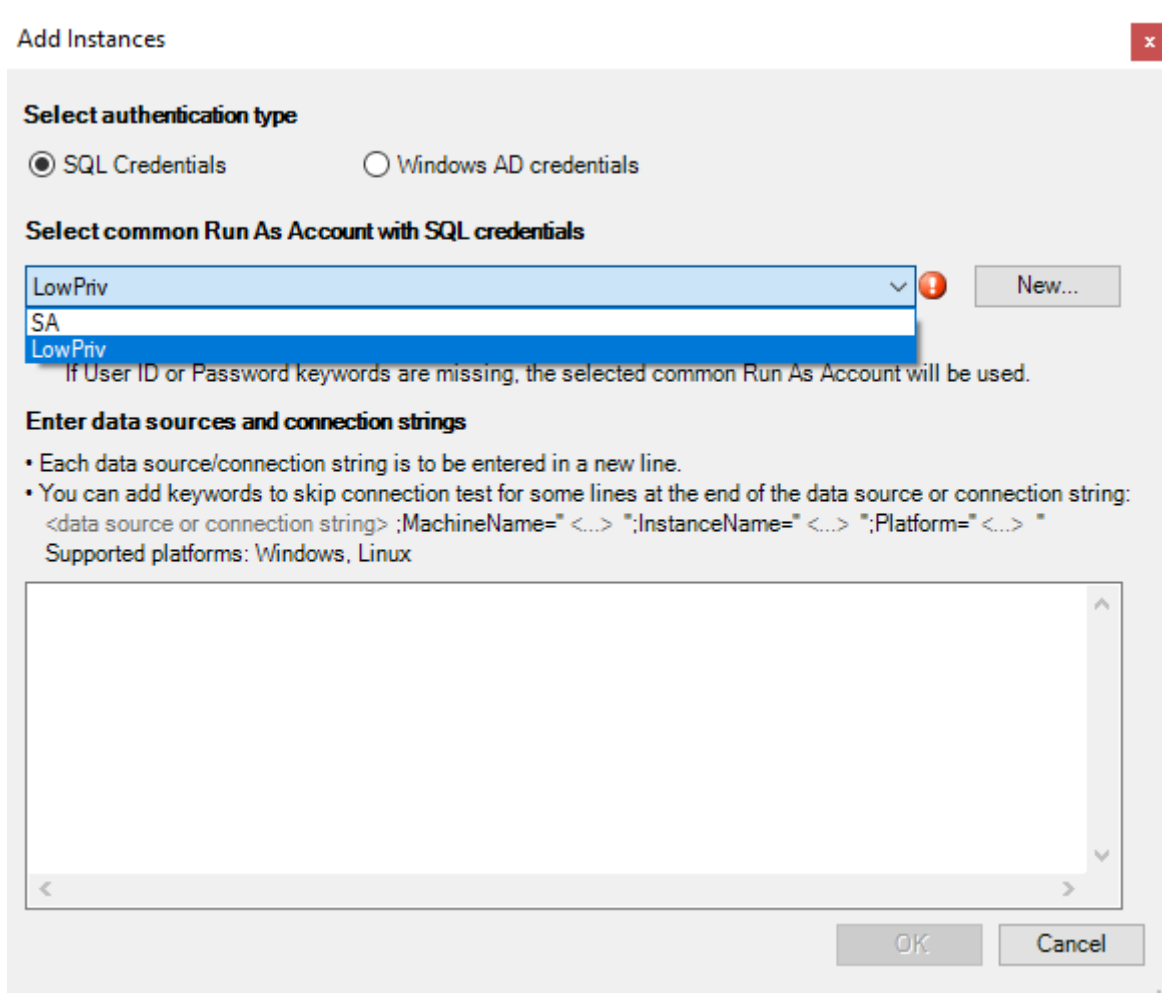 Add Instances
x
Select authentication type
SQL Credentials
Windows AD credentials
Select common Run As Account with SQL credentials
LowPriv
New...
SA
LowPriv
If User ID or Password keywords are missing, the selected common Run As Account will be used.
Enter data sources and connection strings
• Each data source/connection string is to be entered in a new line.
• You can add keywords to skip connection test for some lines at the end of the data source or connection string:
<data source or connection string> ;MachineName=" <...> ";InstanceName=" <...> ";Platform=" <...> "
Supported platforms: Windows, Linux
OK
Cancel